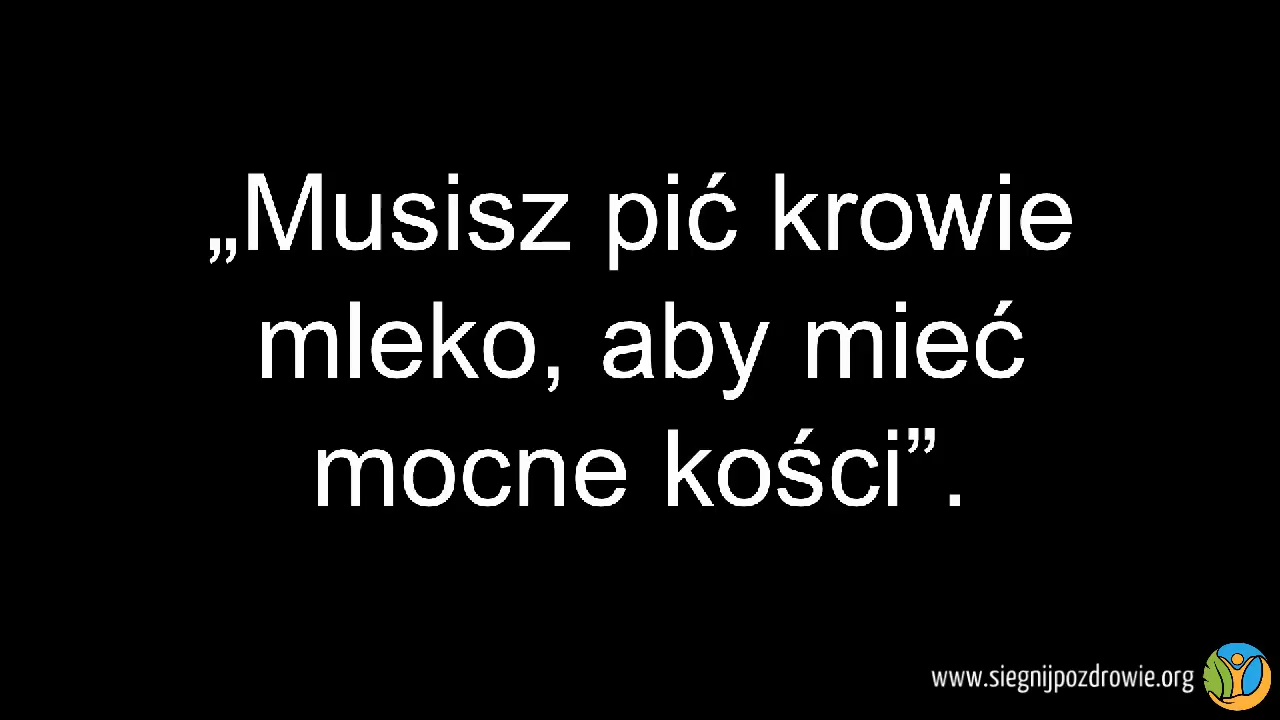 „Musisz pić krowie
mleko, aby mieć
mocne kości”.
www.siegnijpozdrowie.org